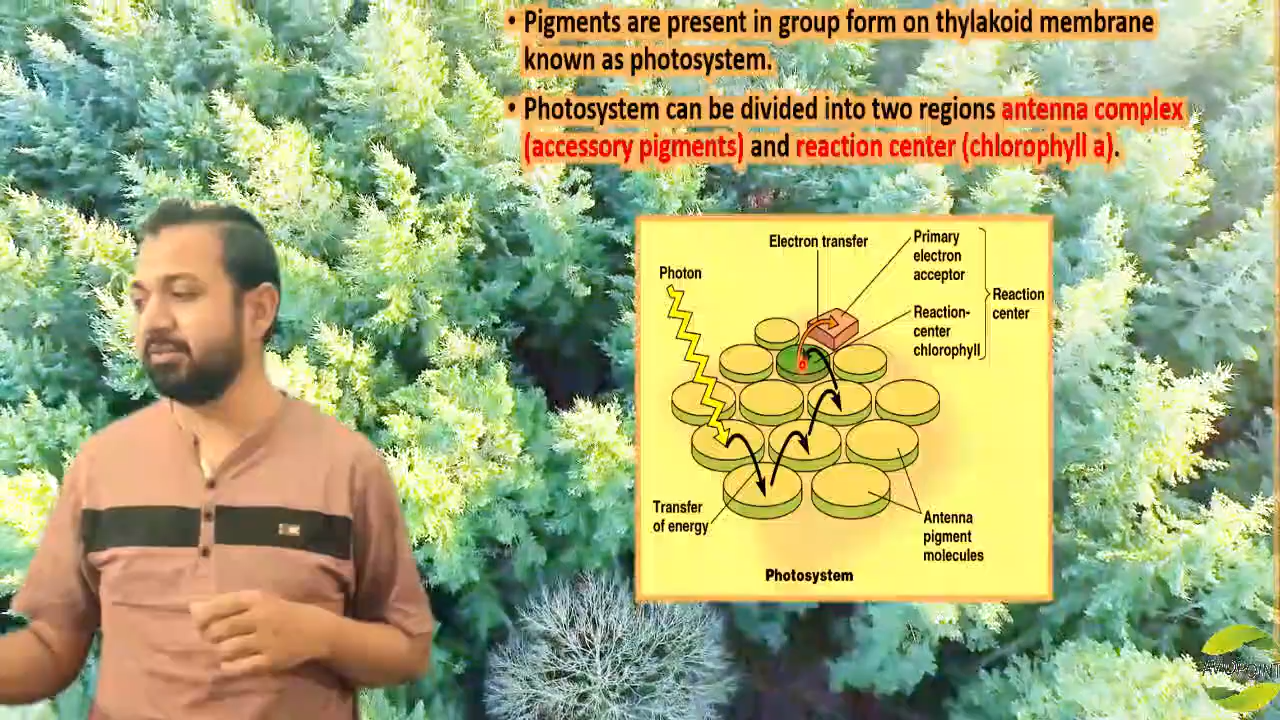 • Pigments are present in group form on thylakoid membrane
known as photosystem.
• Photosystem can be divided into two regions antenna complex
(accessory pigments) and reaction center (chlorophyll a).
Electron transfer
Primary
electron
acceptor
Photon
Reaction
center
Reaction-
center
chlorophyll
Transfer
of energy
Antenna
pigment
molecules
Photosystem